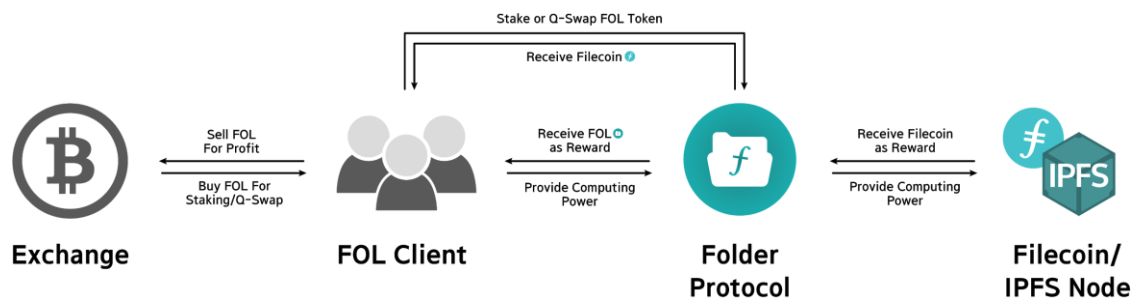 Stake or Q-Swap FOL Token
Receive Filecoin
Sell FOL
For Profit
Buy FOL For
Staking/Q-Swap
Receive FOL
as Reward
Provide Computing
Power
Receive Filecoin
as Reward
Provide Computing
Power
IPFS
Exchange
FOL Client
Folder
Protocol
Filecoin/
IPFS Node